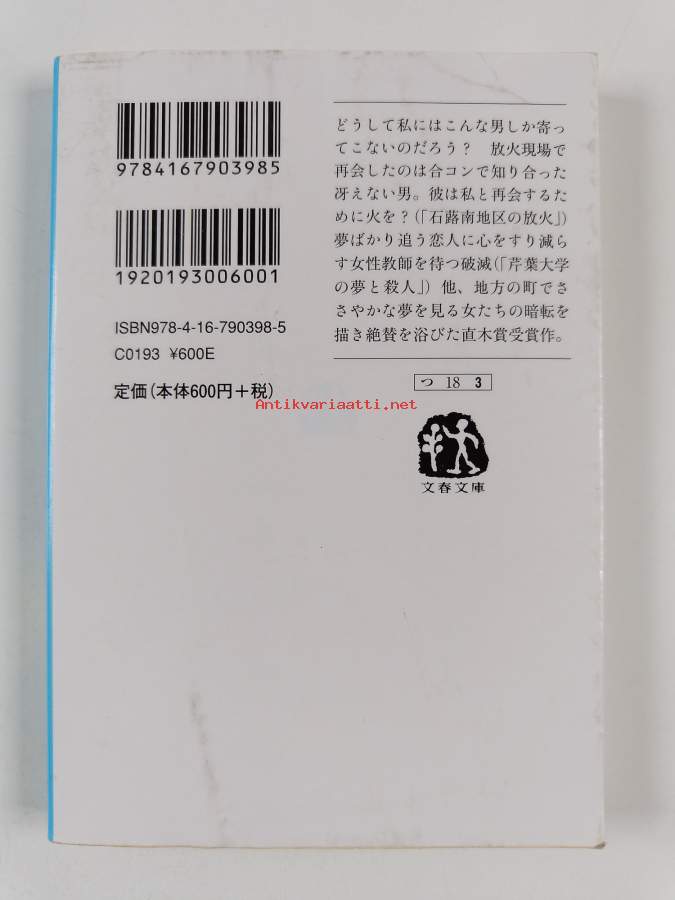 9784167903985
1920193006001
ISBN978-4-16-790398-5
C0193 ¥600E
定価(本体600円+税)
どうして私にはこんな男しか寄っ
てこないのだろう？　放火現場で
再会したのは合コンで知り合った
冴えない男。彼は私と再会するた
めに火を？(「石蕗南地区の放火」)
夢ばかり追う恋人に心をすり減ら
す女性教師を待つ破滅(「芹葉大学
の夢と殺人」)他、地方の町でさ
さやかな夢を見る女たちの暗転を
描き絶賛を浴びた直木賞受賞作。
つ 18 3
Antikvariaatti.net
文春文庫